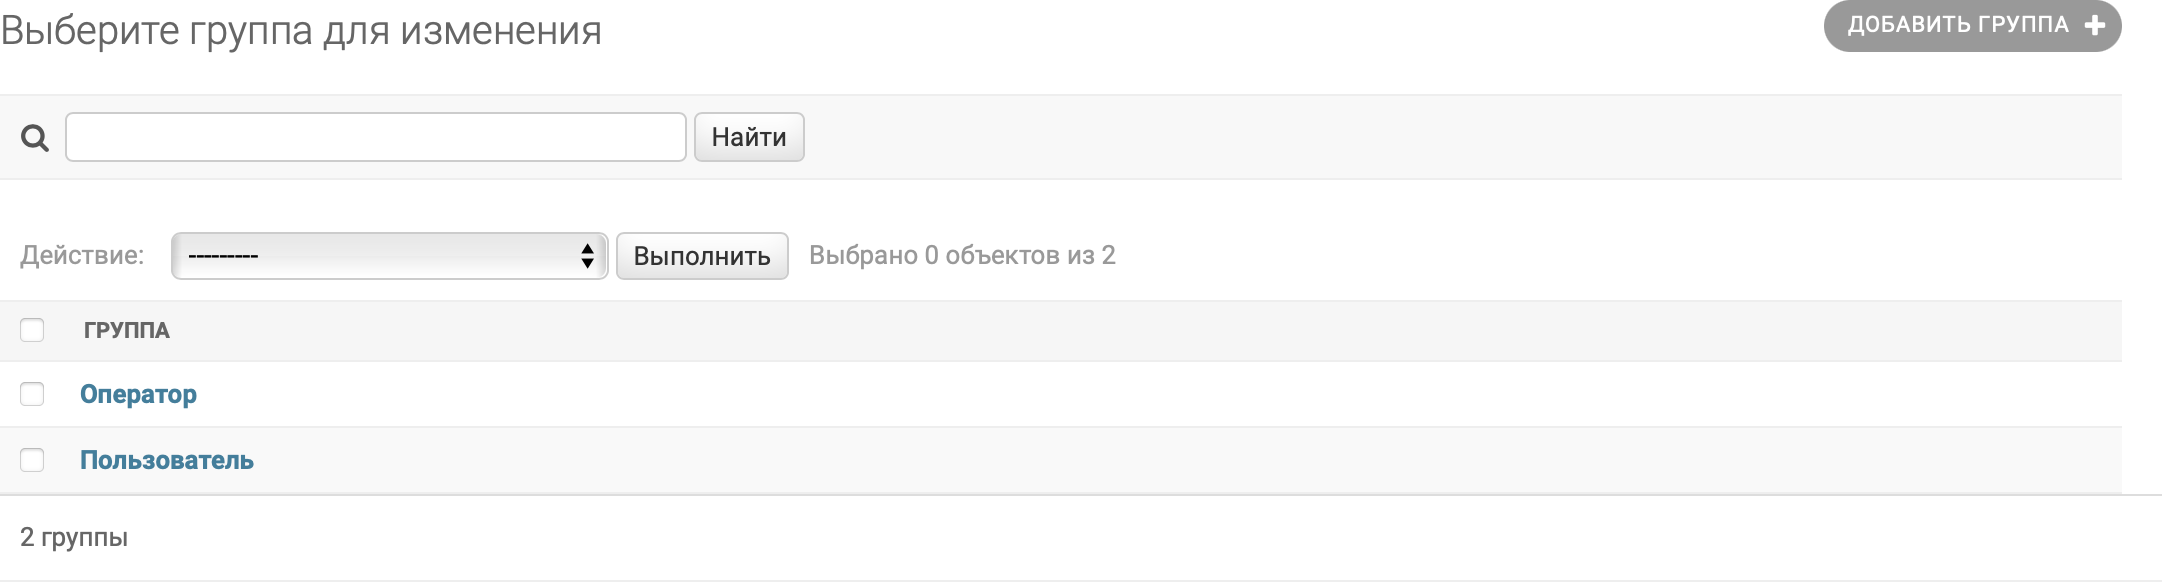 Выберите группа для изменения
ДОБАВИТЬ ГРУППА
Найти
Действие: --------- Выполнить Выбрано 0 объектов из 2
ГРУППА
Оператор
Пользователь
2 группы